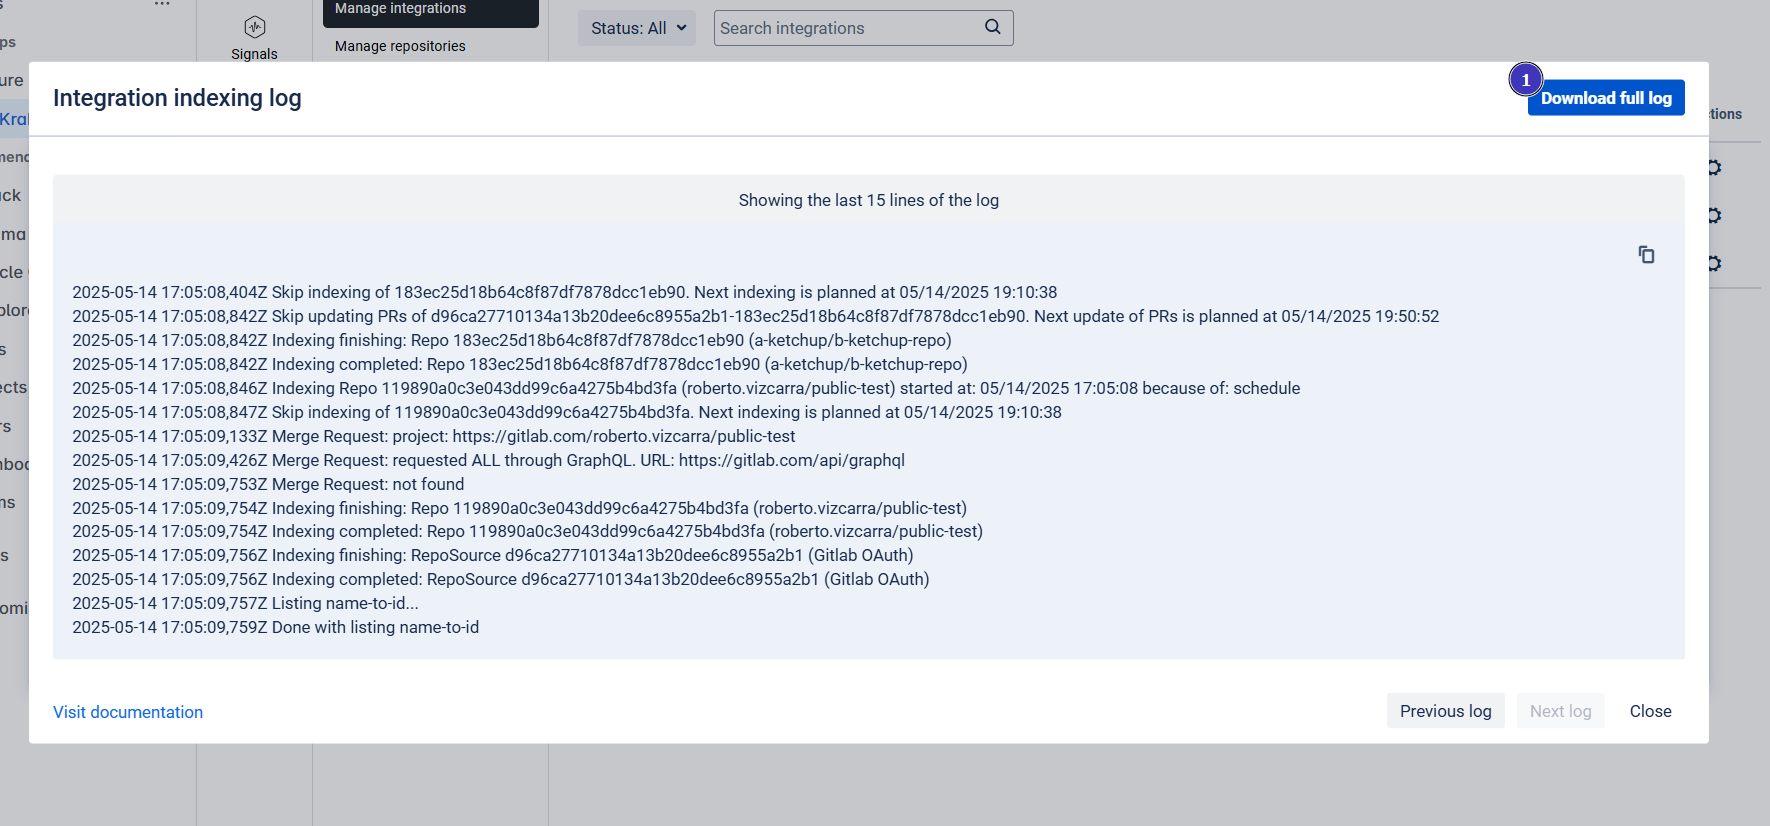 Signals
Manage integrations
Manage repositories
Status: All
Search integrations
Integration indexing log
1
Download full log
Showing the last 15 lines of the log
2025-05-14 17:05:08,404Z Skip indexing of 183ec25d18b64c8f87df7878dcc1eb90. Next indexing is planned at 05/14/2025 19:10:38
2025-05-14 17:05:08,842Z Skip updating PRs of d96ca27710134a13b20dee6c8955a2b1-183ec25d18b64c8f87df7878dcc1eb90. Next update of PRs is planned at 05/14/2025 19:50:52
2025-05-14 17:05:08,842Z Indexing finishing: Repo 183ec25d18b64c8f87df7878dcc1eb90 (a-ketchup/b-ketchup-repo)
2025-05-14 17:05:08,842Z Indexing completed: Repo 183ec25d18b64c8f87df7878dcc1eb90 (a-ketchup/b-ketchup-repo)
2025-05-14 17:05:08,846Z Indexing Repo 119890a0c3e043dd99c6a4275b4bd3fa (roberto.vizcarra/public-test) started at: 05/14/2025 17:05:08 because of: schedule
2025-05-14 17:05:08,847Z Skip indexing of 119890a0c3e043dd99c6a4275b4bd3fa. Next indexing is planned at 05/14/2025 19:10:38
2025-05-14 17:05:09,133Z Merge Request: project: https://gitlab.com/roberto.vizcarra/public-test
2025-05-14 17:05:09,426Z Merge Request: requested ALL through GraphQL. URL: https://gitlab.com/api/graphql
2025-05-14 17:05:09,753Z Merge Request: not found
2025-05-14 17:05:09,754Z Indexing finishing: Repo 119890a0c3e043dd99c6a4275b4bd3fa (roberto.vizcarra/public-test)
2025-05-14 17:05:09,754Z Indexing completed: Repo 119890a0c3e043dd99c6a4275b4bd3fa (roberto.vizcarra/public-test)
2025-05-14 17:05:09,756Z Indexing finishing: RepoSource d96ca27710134a13b20dee6c8955a2b1 (Gitlab OAuth)
2025-05-14 17:05:09,756Z Indexing completed: RepoSource d96ca27710134a13b20dee6c8955a2b1 (Gitlab OAuth)
2025-05-14 17:05:09,757Z Listing name-to-id...
2025-05-14 17:05:09,759Z Done with listing name-to-id
Visit documentation
Previous log
Next log
Close